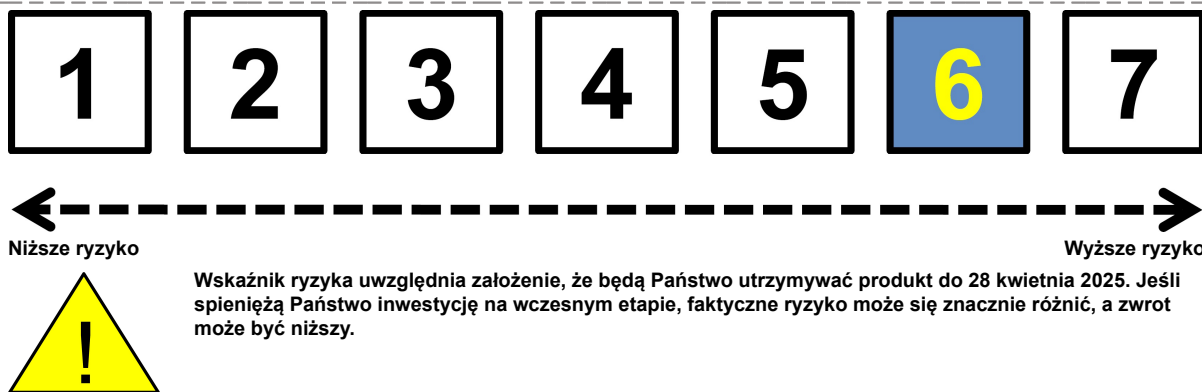 1 2 3 4 5 6 7
Niższe ryzyko Wyższe ryzyko
Wskaźnik ryzyka uwzględnia założenie, że będą Państwo utrzymywać produkt do 28 kwietnia 2025. Jeśli
spieniężą Państwo inwestycję na wczesnym etapie, faktyczne ryzyko może się znacznie różnić, a zwrot
może być niższy.
!